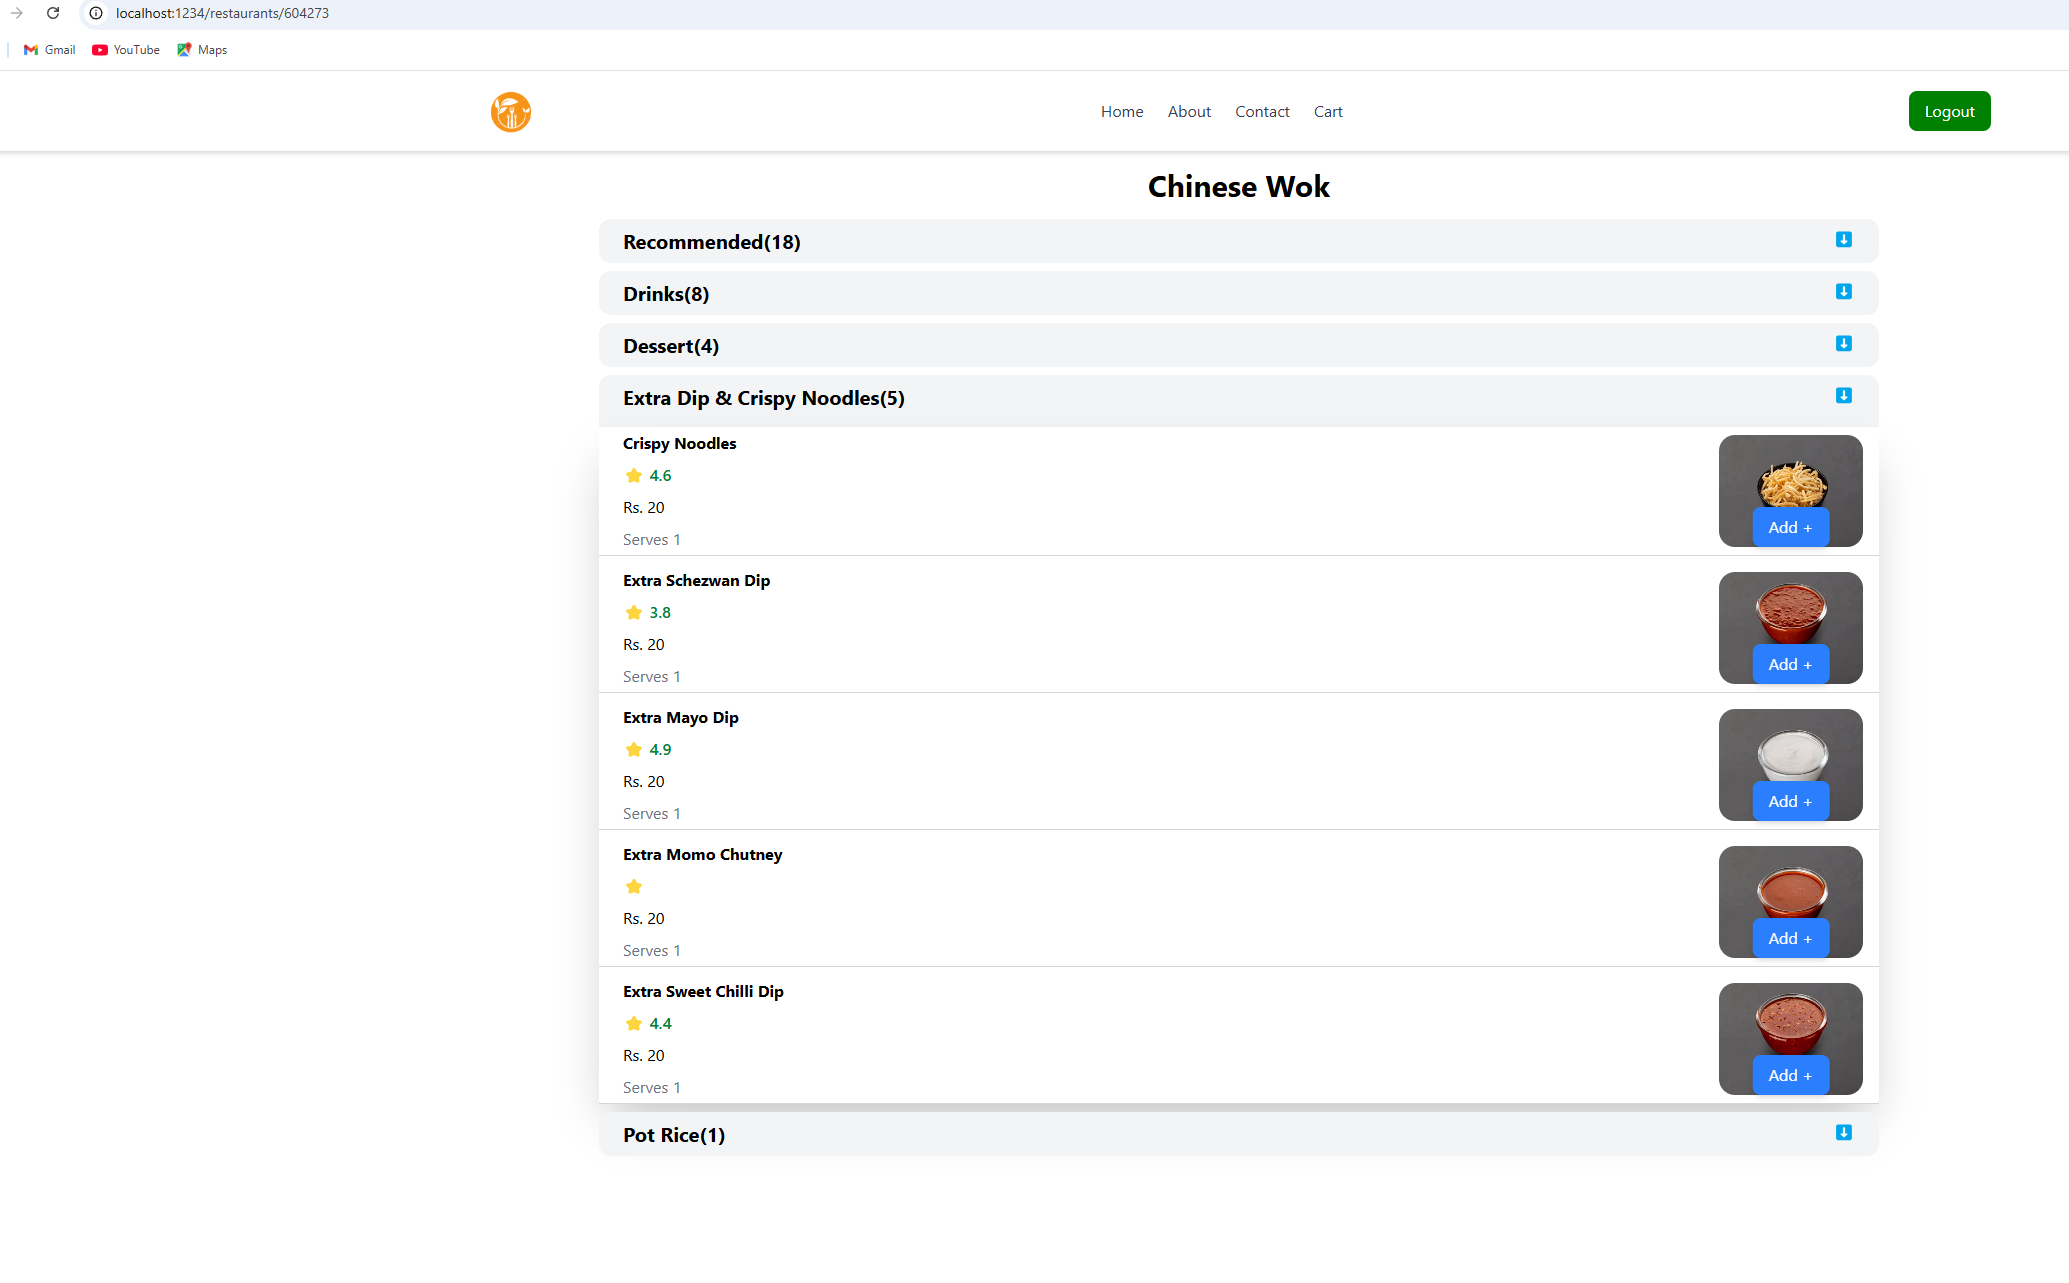 localhost:1234/restaurants/604273
Gmail YouTube Maps
Home About Contact Cart Logout
Chinese Wok
Recommended(18)
Drinks(8)
Dessert(4)
Extra Dip & Crispy Noodles(5)
Crispy Noodles
4.6
Rs. 20
Serves 1
Add +
Extra Schezwan Dip
3.8
Rs. 20
Serves 1
Add +
Extra Mayo Dip
4.9
Rs. 20
Serves 1
Add +
Extra Momo Chutney
Rs. 20
Serves 1
Add +
Extra Sweet Chilli Dip
4.4
Rs. 20
Serves 1
Add +
Pot Rice(1)